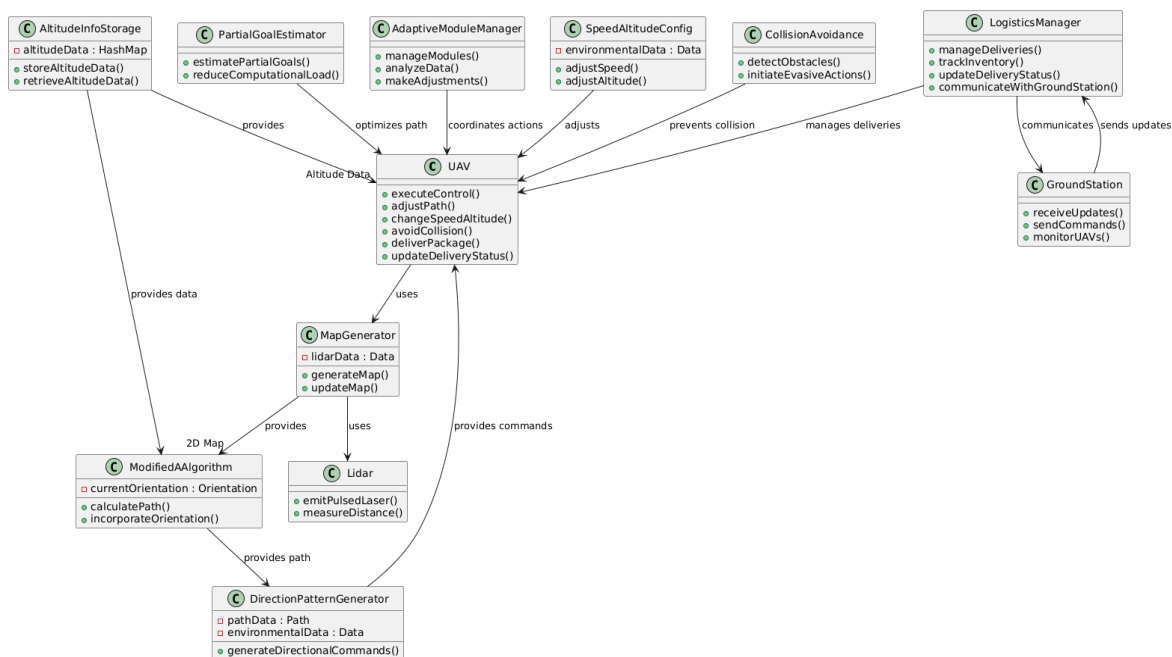 C AltitudeInfoStorage
altitudeData : HashMap
storeAltitudeData()
retrieveAltitudeData()
C PartialGoalEstimator
estimatePartialGoals()
reduceComputationalLoad()
C AdaptiveModuleManager
manageModules()
analyzeData()
makeAdjustments()
C SpeedAltitudeConfig
environmentalData : Data
adjustSpeed()
adjustAltitude()
C CollisionAvoidance
detectObstacles()
initiateEvasiveActions()
C LogisticsManager
manageDeliveries()
trackInventory()
updateDeliveryStatus()
communicateWithGroundStation()
provides
optimizes path
coordinates actions
adjusts
prevents collision
manages deliveries
communicates
sends updates
Altitude Data
C UAV
executeControl()
adjustPath()
changeSpeedAltitude()
avoidCollision()
deliverPackage()
updateDeliveryStatus()
C GroundStation
receiveUpdates()
sendCommands()
monitorUAVs()
provides data
uses
C MapGenerator
lidarData : Data
generateMap()
updateMap()
provides
uses
provides commands
2D Map
C ModifiedAAlgorithm
currentOrientation : Orientation
calculatePath()
incorporateOrientation()
C Lidar
emitPulsedLaser()
measureDistance()
provides path
C DirectionPatternGenerator
pathData : Path
environmentalData : Data
generateDirectionalCommands()